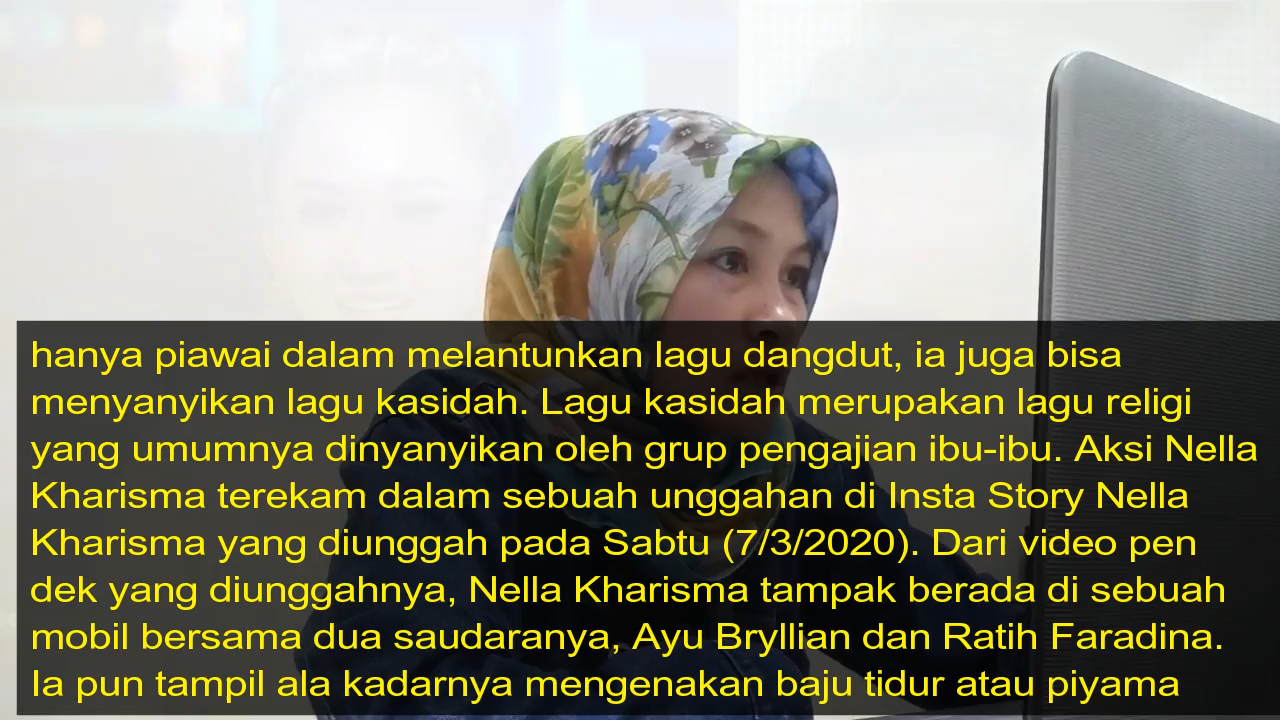 hanya piawai dalam melantunkan lagu dangdut, ia juga bisa
menyanyikan lagu kasidah. Lagu kasidah merupakan lagu religi
yang umumnya dinyanyikan oleh grup pengajian ibu-ibu. Aksi Nella
Kharisma terekam dalam sebuah unggahan di Insta Story Nella
Kharisma yang diunggah pada Sabtu (7/3/2020). Dari video pen
dek yang diunggahnya, Nella Kharisma tampak berada di sebuah
mobil bersama dua saudaranya, Ayu Bryllian dan Ratih Faradina.
Ia pun tampil ala kadarnya mengenakan baju tidur atau piyama